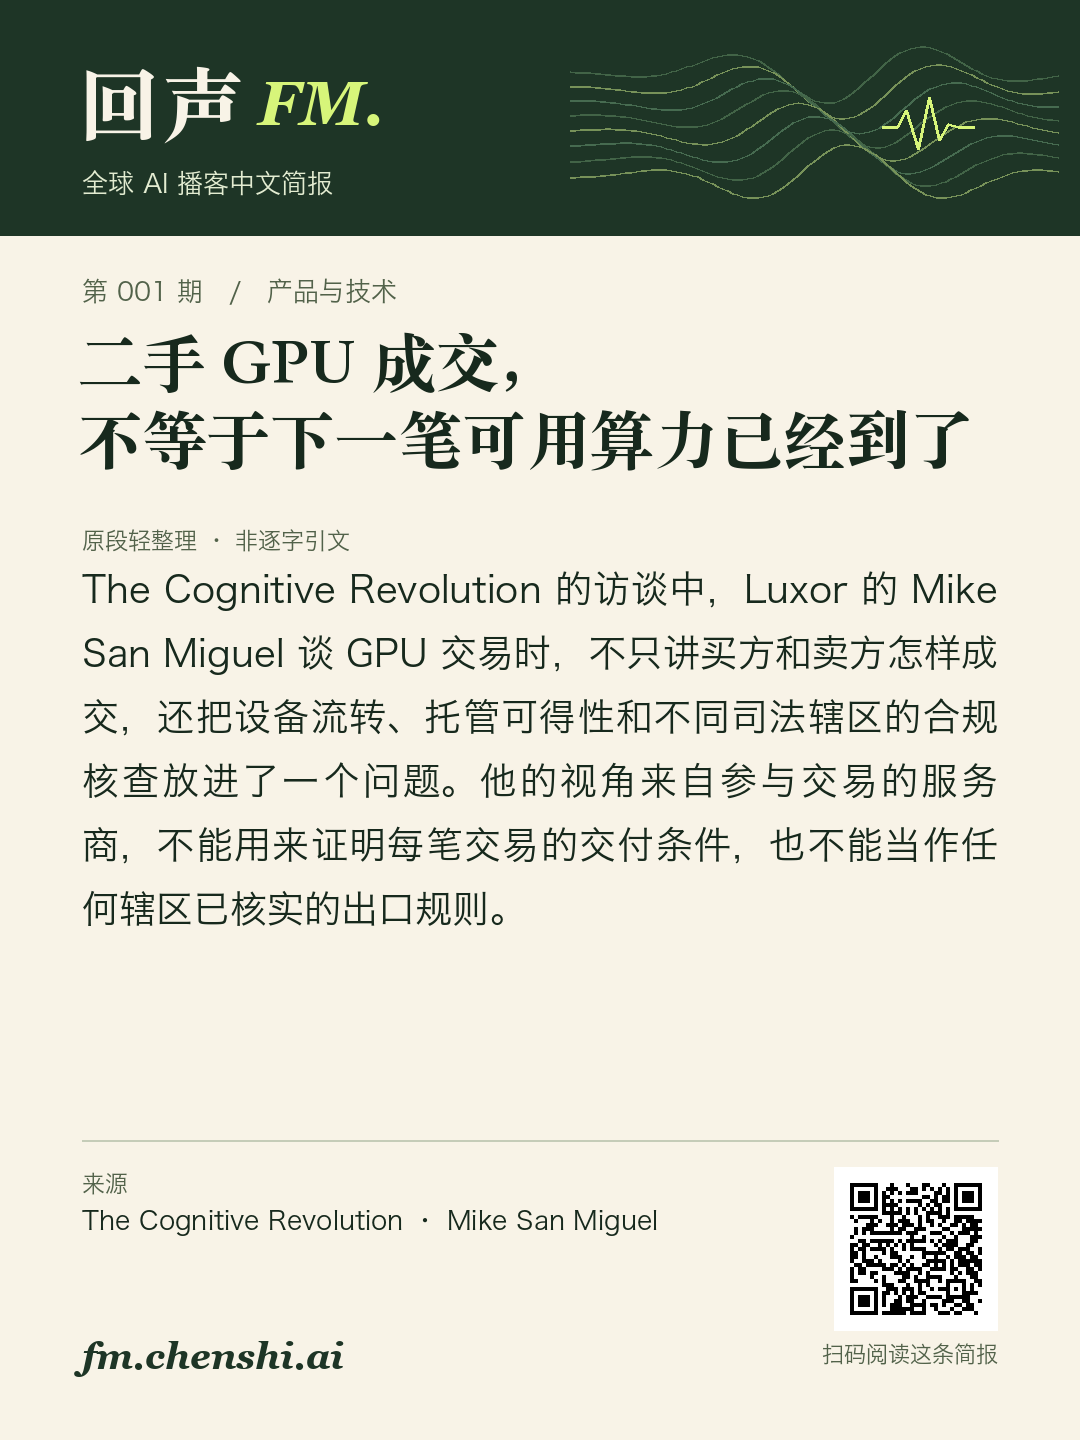 回声 FM.
全球 AI 播客中文简报
第 001 期 / 产品与技术
二手 GPU 成交，
不等于下一笔可用算力已经到了
原段轻整理 · 非逐字引文
The Cognitive Revolution 的访谈中，Luxor 的 Mike
San Miguel 谈 GPU 交易时，不只讲买方和卖方怎样成
交，还把设备流转、托管可得性和不同司法辖区的合规
核查放进了一个问题。他的视角来自参与交易的服务
商，不能用来证明每笔交易的交付条件，也不能当作任
何辖区已核实的出口规则。
来源
The Cognitive Revolution · Mike San Miguel
fm.chenshi.ai
扫码阅读这条简报